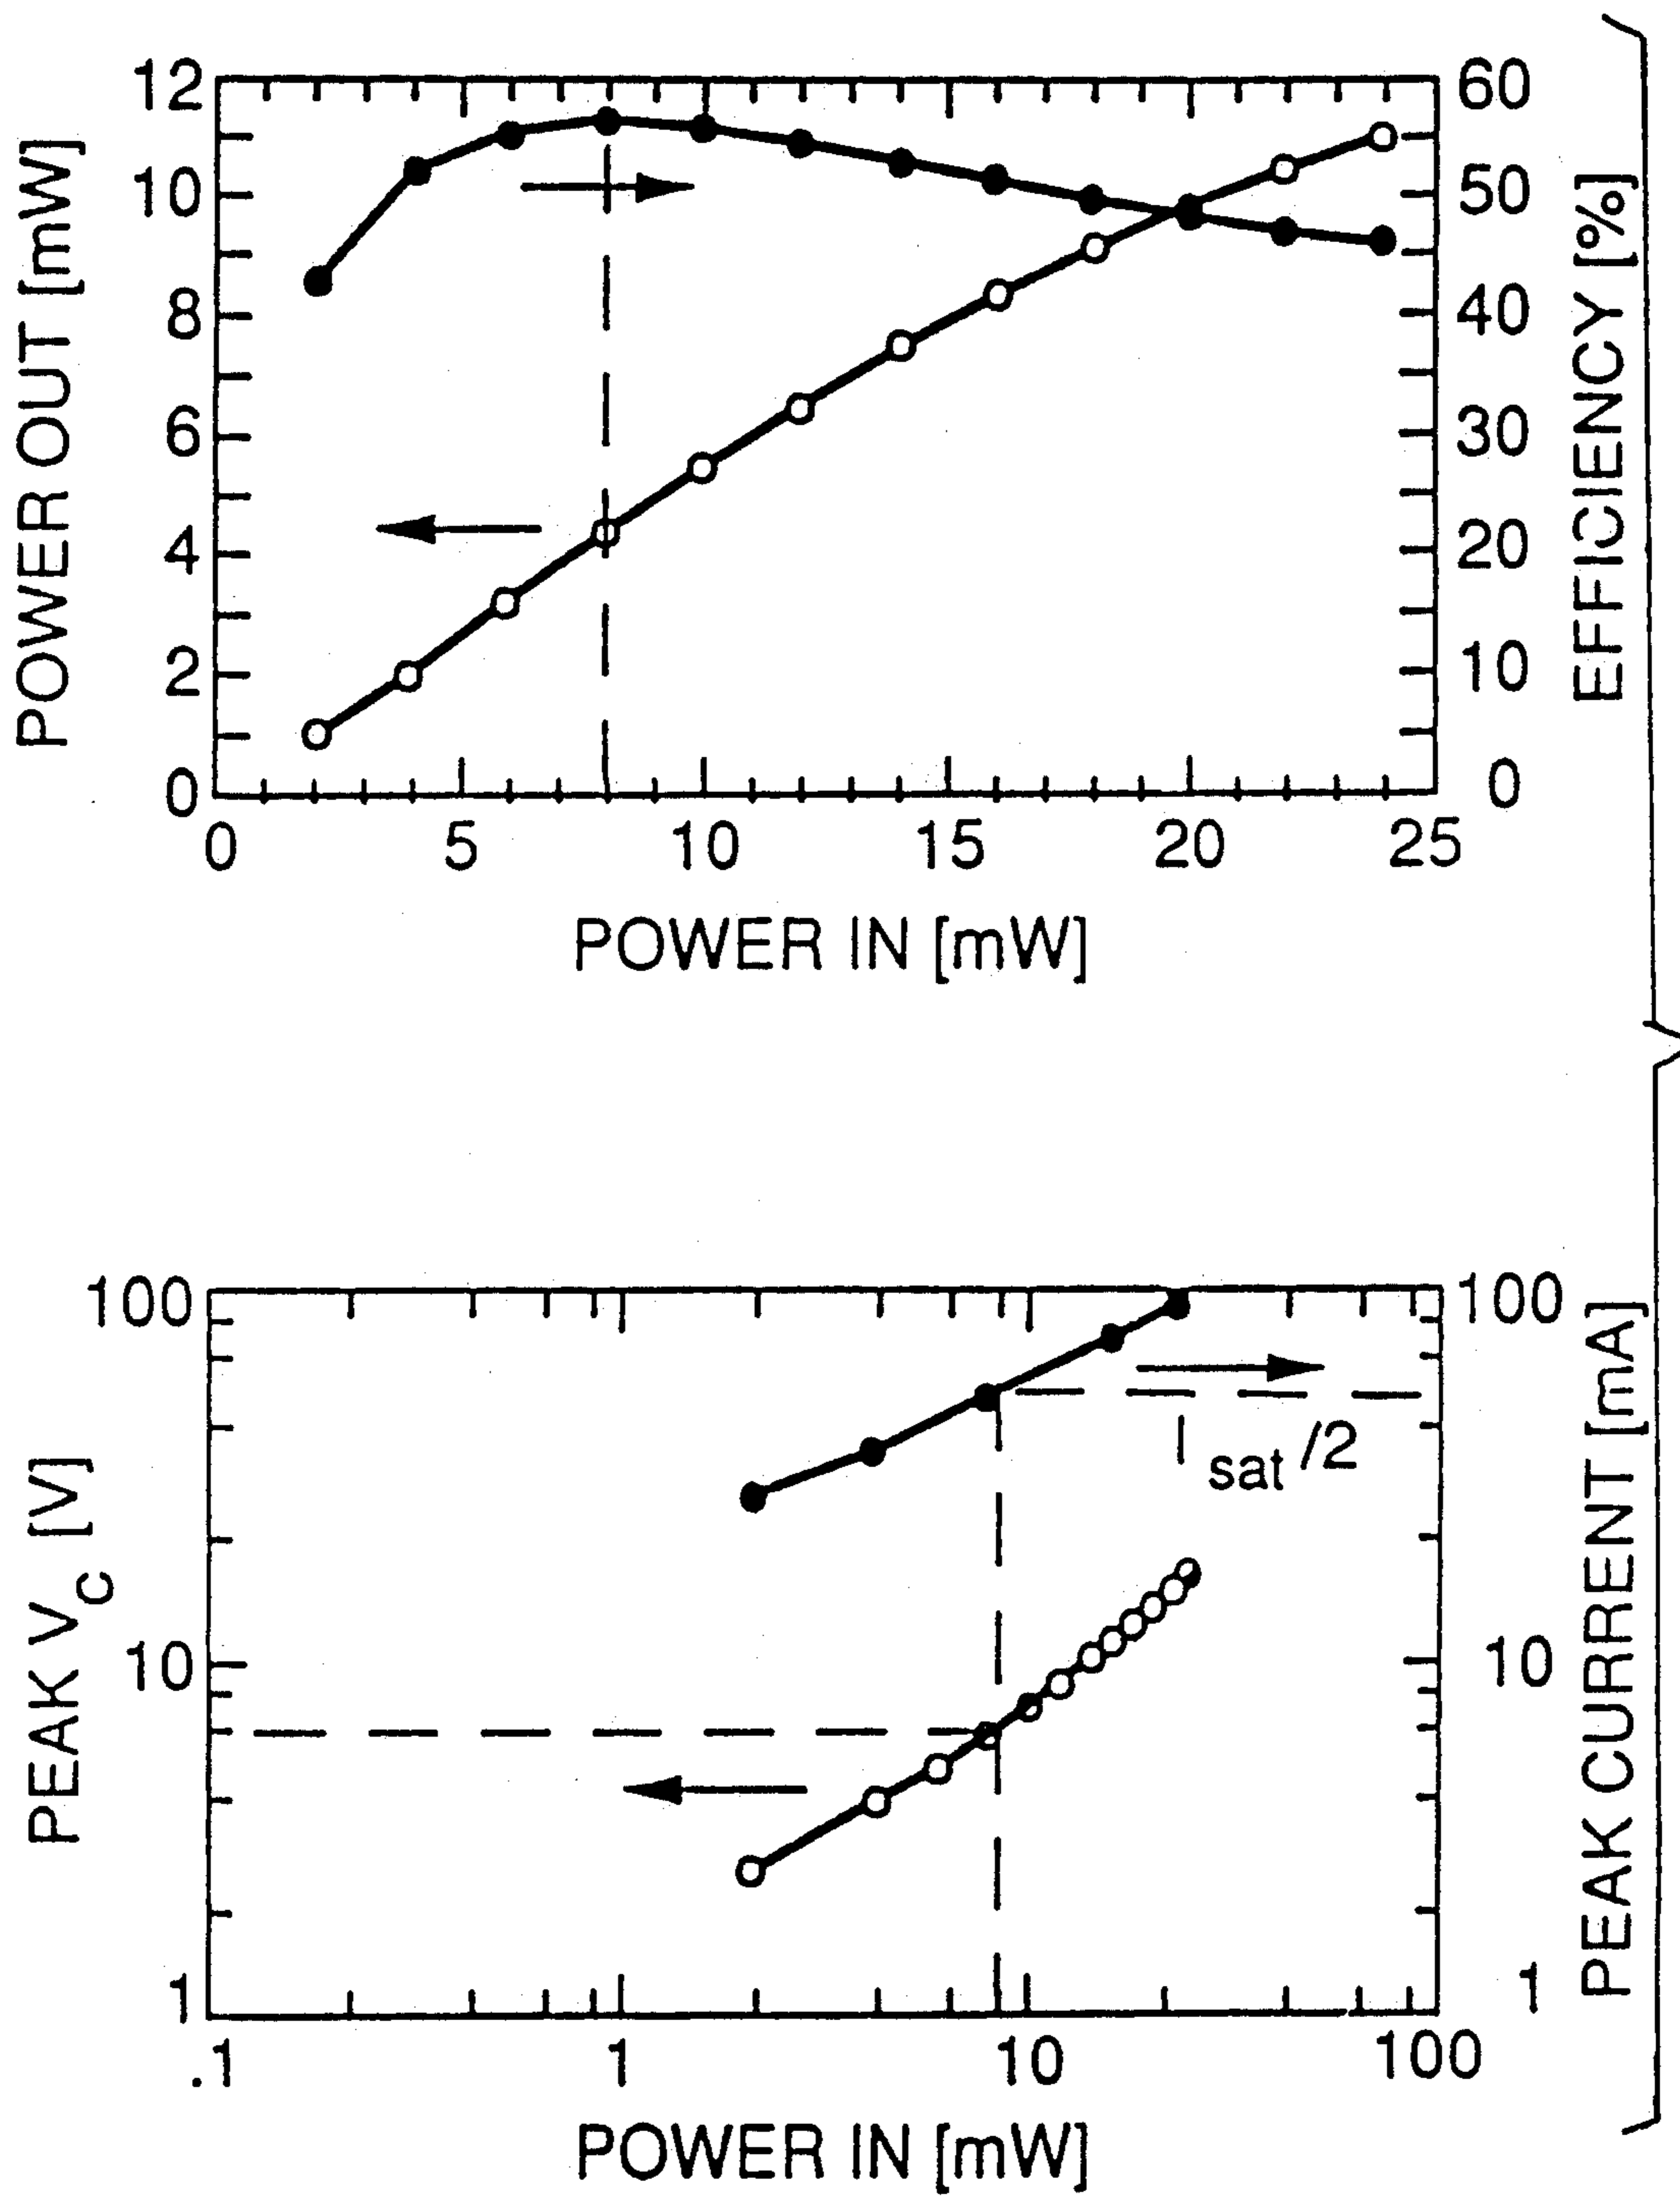 POWER OUT [mW]
12
10
8
6
4
2
0
60
50
40
30
20
10
0
EFFICIENCY [%]
0 5 10 15 20 25
POWER IN [mW]
PEAK V_C [V]
100
10
1
100
10
1
PEAK CURRENT [mA]
I_sat/2
.1 1 10 100
POWER IN [mW]